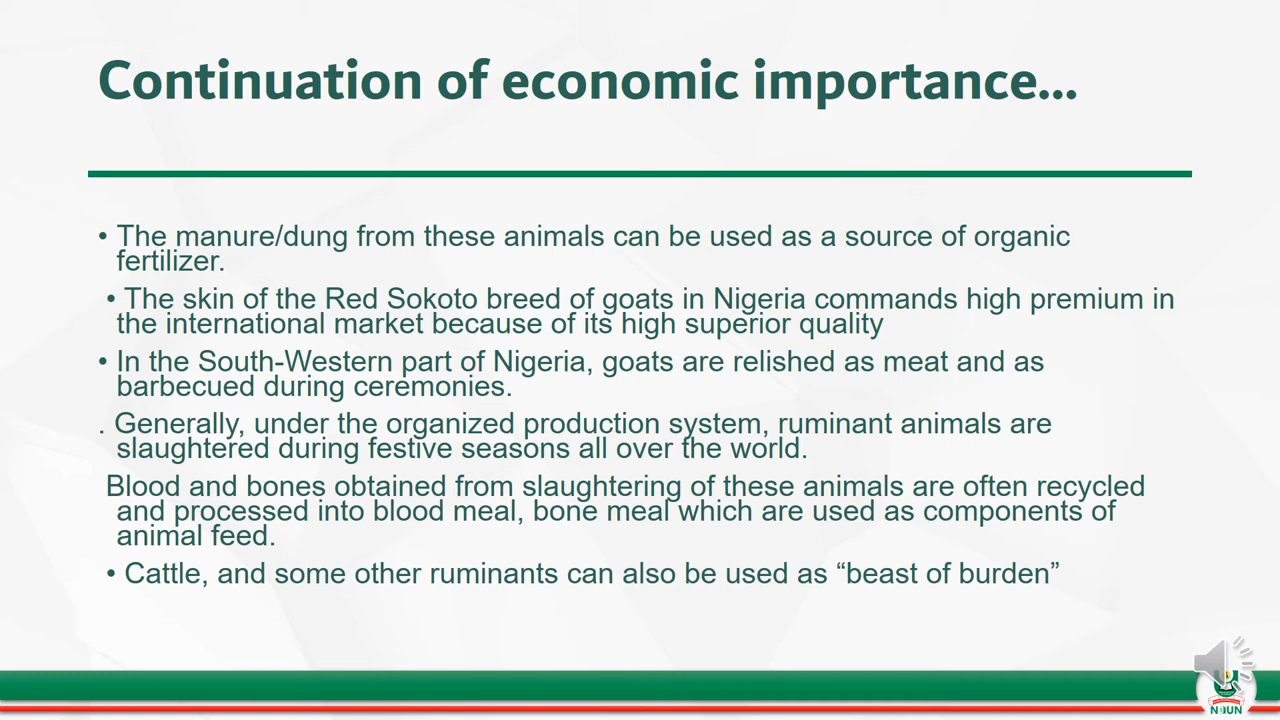 Continuation of economic importance...
• The manure/dung from these animals can be used as a source of organic
fertilizer.
• The skin of the Red Sokoto breed of goats in Nigeria commands high premium in
the international market because of its high superior quality
• In the South-Western part of Nigeria, goats are relished as meat and as
barbecued during ceremonies.
. Generally, under the organized production system, ruminant animals are
slaughtered during festive seasons all over the world.
Blood and bones obtained from slaughtering of these animals are often recycled
and processed into blood meal, bone meal which are used as components of
animal feed.
• Cattle, and some other ruminants can also be used as “beast of burden”
NOUN